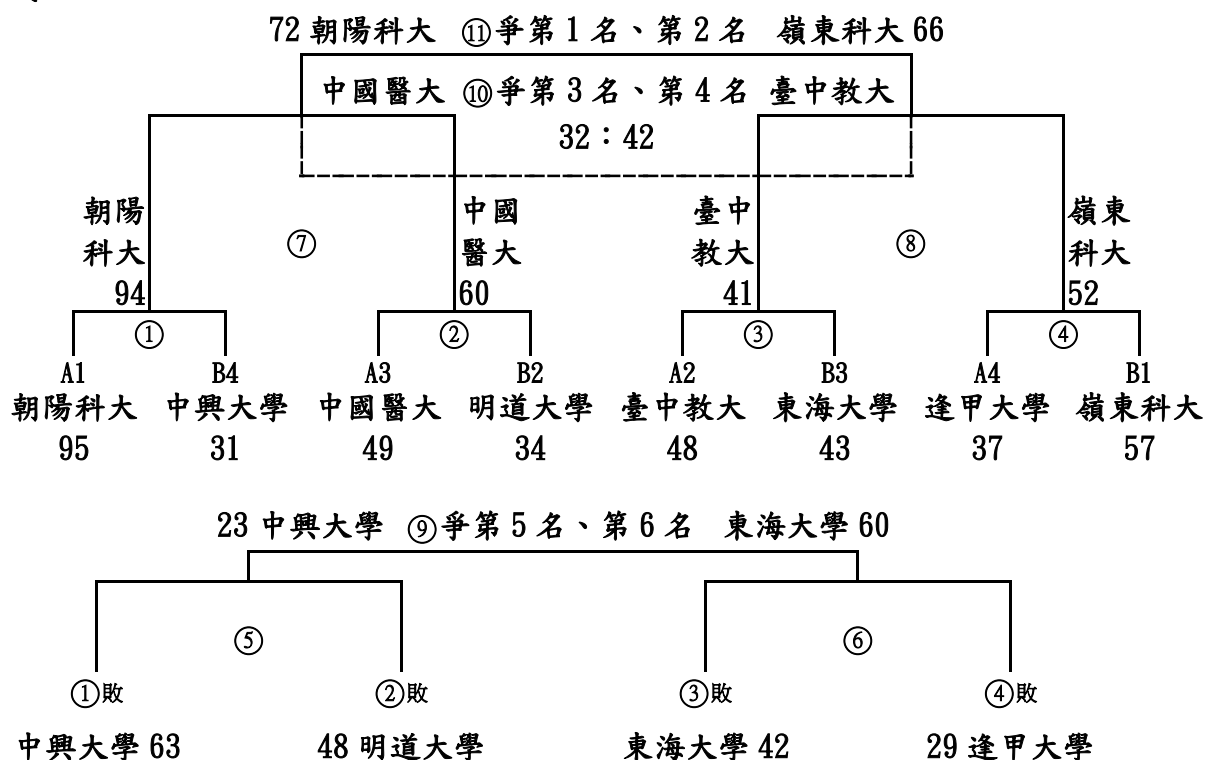 72 朝陽科大 ⑪爭第 1 名、第 2 名 嶺東科大 66
中國醫大 ⑩爭第 3 名、第 4 名 臺中教大
32：42
朝陽 中國 臺中 嶺東
科大 ⑦ 醫大 教大 ⑧ 科大
94 60 41 52
① ② ③ ④
A1 B4 A3 B2 A2 B3 A4 B1
朝陽科大 中興大學 中國醫大 明道大學 臺中教大 東海大學 逢甲大學 嶺東科大
95 31 49 34 48 43 37 57
23 中興大學 ⑨爭第 5 名、第 6 名 東海大學 60
⑤ ⑥
①敗 ②敗 ③敗 ④敗
中興大學 63 48 明道大學 東海大學 42 29 逢甲大學